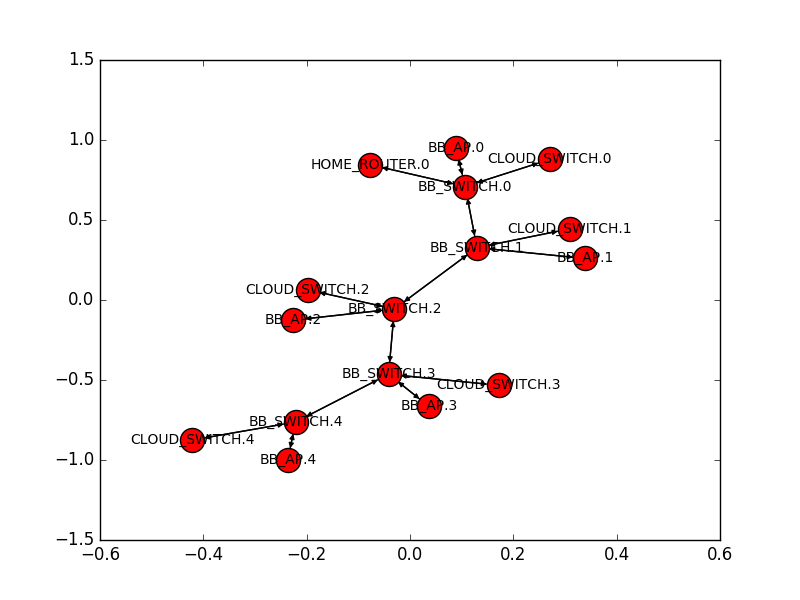 1.5
1.0
0.5
0.0
−0.5
−1.0
−1.5
BB_AP.0
CLOUD_SWITCH.0
HOME_ROUTER.0
BB_SWITCH.0
CLOUD_SWITCH.1
BB_SWITCH.1
BB_AP.1
CLOUD_SWITCH.2
BB_SWITCH.2
BB_AP.2
BB_SWITCH.3
CLOUD_SWITCH.3
BB_AP.3
BB_SWITCH.4
CLOUD_SWITCH.4
BB_AP.4
−0.6
−0.4
−0.2
0.0
0.2
0.4
0.6